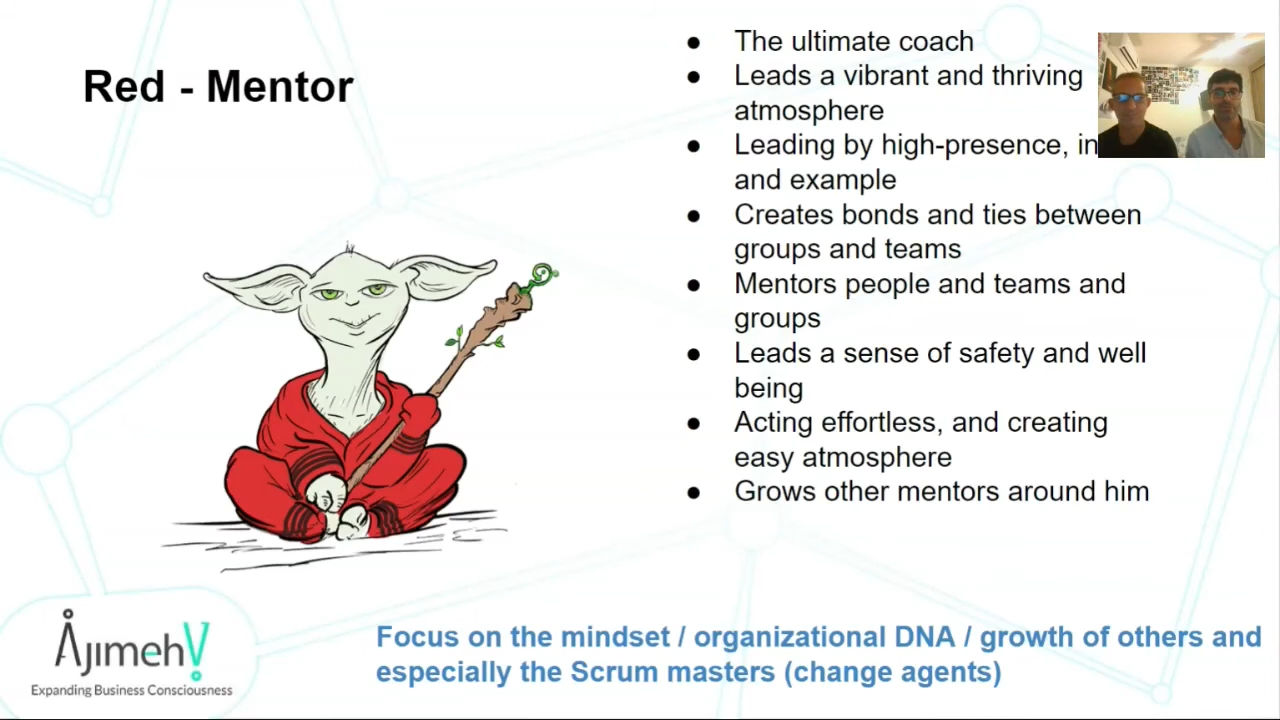 Red - Mentor
● The ultimate coach
● Leads a vibrant and thriving
atmosphere
● Leading by high-presence,
and example
● Creates bonds and ties between
groups and teams
● Mentors people and teams and
groups
● Leads a sense of safety and well
being
● Acting effortless, and creating
easy atmosphere
● Grows other mentors around him
AjimehV
Expanding Business Consciousness
Focus on the mindset / organizational DNA / growth of others and
especially the Scrum masters (change agents)